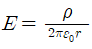 E = ρ / 2πε₀r